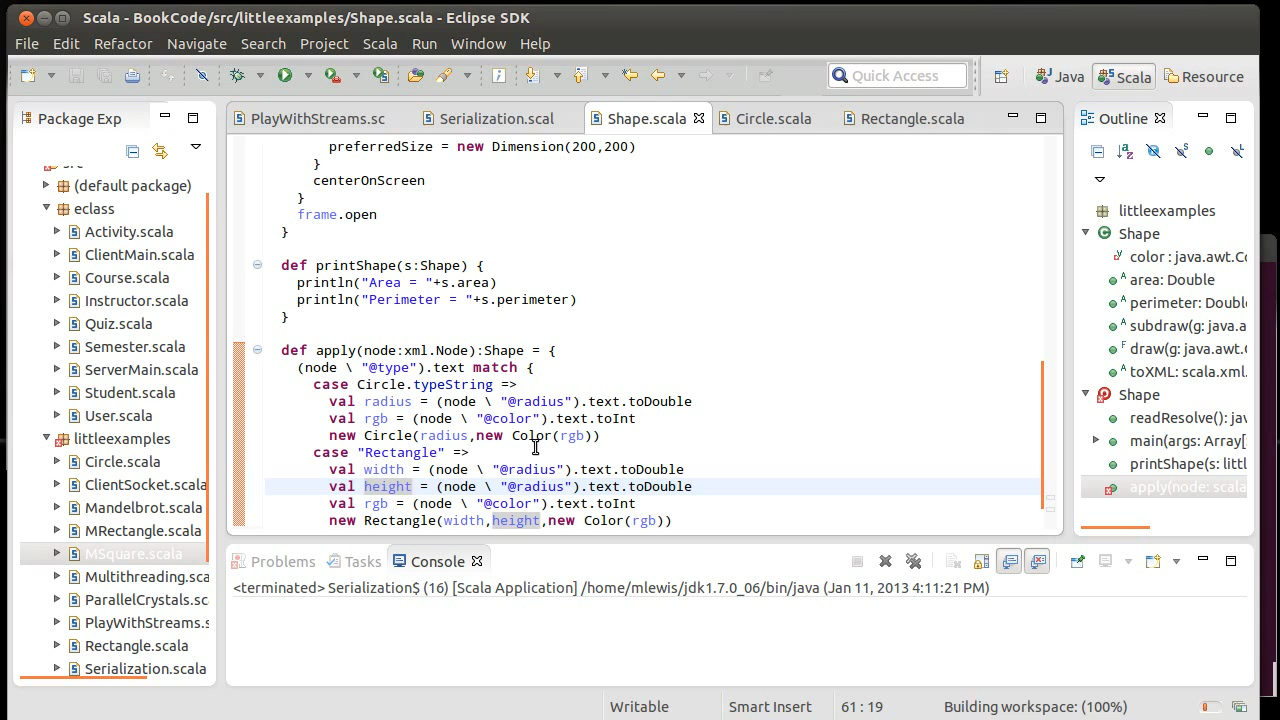 Scala - BookCode/src/littleexamples/Shape.scala - Eclipse SDK
File Edit Refactor Navigate Search Project Scala Run Window Help
Quick Access
Java
Scala
Resource
Package Exp
(default package)
eclass
Activity.scala
ClientMain.scala
Course.scala
Instructor.scala
Quiz.scala
Semester.scala
ServerMain.scala
Student.scala
User.scala
littleexamples
Circle.scala
ClientSocket.scala
Mandelbrot.scala
MRectangle.scala
MSquare.scala
Multithreading.sca
ParallelCrystals.sc
PlayWithStreams.s
Rectangle.scala
Serialization.scala
PlayWithStreams.sc
Serialization.scal
Shape.scala
Circle.scala
Rectangle.scala
preferredSize = new Dimension(200,200)
}
centerOnScreen
}
frame.open
}
def printShape(s:Shape) {
println("Area = "+s.area)
println("Perimeter = "+s.perimeter)
}
def apply(node:xml.Node):Shape = {
(node \ "@type").text match {
case Circle.typeString =>
val radius = (node \ "@radius").text.toDouble
val rgb = (node \ "@color").text.toInt
new Circle(radius,new Color(rgb))
case "Rectangle" =>
val width = (node \ "@radius").text.toDouble
val height = (node \ "@radius").text.toDouble
val rgb = (node \ "@color").text.toInt
new Rectangle(width,height,new Color(rgb))
Outline
littleexamples
Shape
color : java.awt.Co
area: Double
perimeter: Double
subdraw(g: java.a
draw(g: java.awt.
toXML: scala.xml.
Shape
readResolve(): jav
main(args: Array[
printShape(s: littl
apply(node: scala
Problems
Tasks
Console
<terminated> Serialization$ (16) [Scala Application] /home/mlewis/jdk1.7.0_06/bin/java (Jan 11, 2013 4:11:21 PM)
Writable
Smart Insert
61 : 19
Building workspace: (100%)